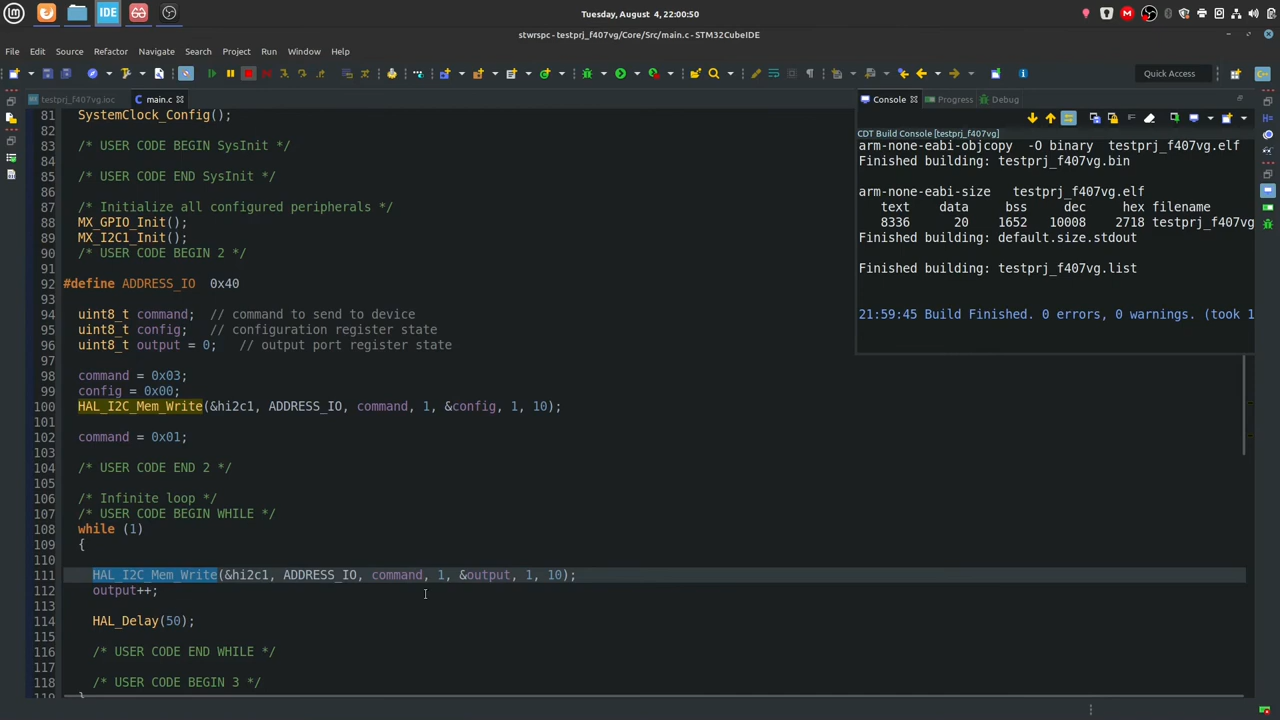 Tuesday, August  4, 22:00:50
IDE
stwrspc - testprj_f407vg/Core/Src/main.c - STM32CubeIDE
File Edit Source Refactor Navigate Search Project Run Window Help
Quick Access
testprj_f407vg.ioc main.c
Console Progress Debug
CDT Build Console [testprj_f407vg]
arm-none-eabi-objcopy  -O binary  testprj_f407vg.elf
Finished building: testprj_f407vg.bin
arm-none-eabi-size   testprj_f407vg.elf
text    data     bss     dec     hex filename
8336      20    1652   10008    2718 testprj_f407vg
Finished building: default.size.stdout
Finished building: testprj_f407vg.list
21:59:45 Build Finished. 0 errors, 0 warnings. (took 1
81 SystemClock_Config();
82
83 /* USER CODE BEGIN SysInit */
84
85 /* USER CODE END SysInit */
86
87 /* Initialize all configured peripherals */
88 MX_GPIO_Init();
89 MX_I2C1_Init();
90 /* USER CODE BEGIN 2 */
91
92 #define ADDRESS_IO  0x40
93
94 uint8_t command;  // command to send to device
95 uint8_t config;   // configuration register state
96 uint8_t output = 0;   // output port register state
97
98 command = 0x03;
99 config = 0x00;
100 HAL_I2C_Mem_Write(&hi2c1, ADDRESS_IO, command, 1, &config, 1, 10);
101
102 command = 0x01;
103
104 /* USER CODE END 2 */
105
106 /* Infinite loop */
107 /* USER CODE BEGIN WHILE */
108 while (1)
109 {
110
111 HAL_I2C_Mem_Write(&hi2c1, ADDRESS_IO, command, 1, &output, 1, 10);
112 output++;
113
114 HAL_Delay(50);
115
116 /* USER CODE END WHILE */
117
118 /* USER CODE BEGIN 3 */
119 }